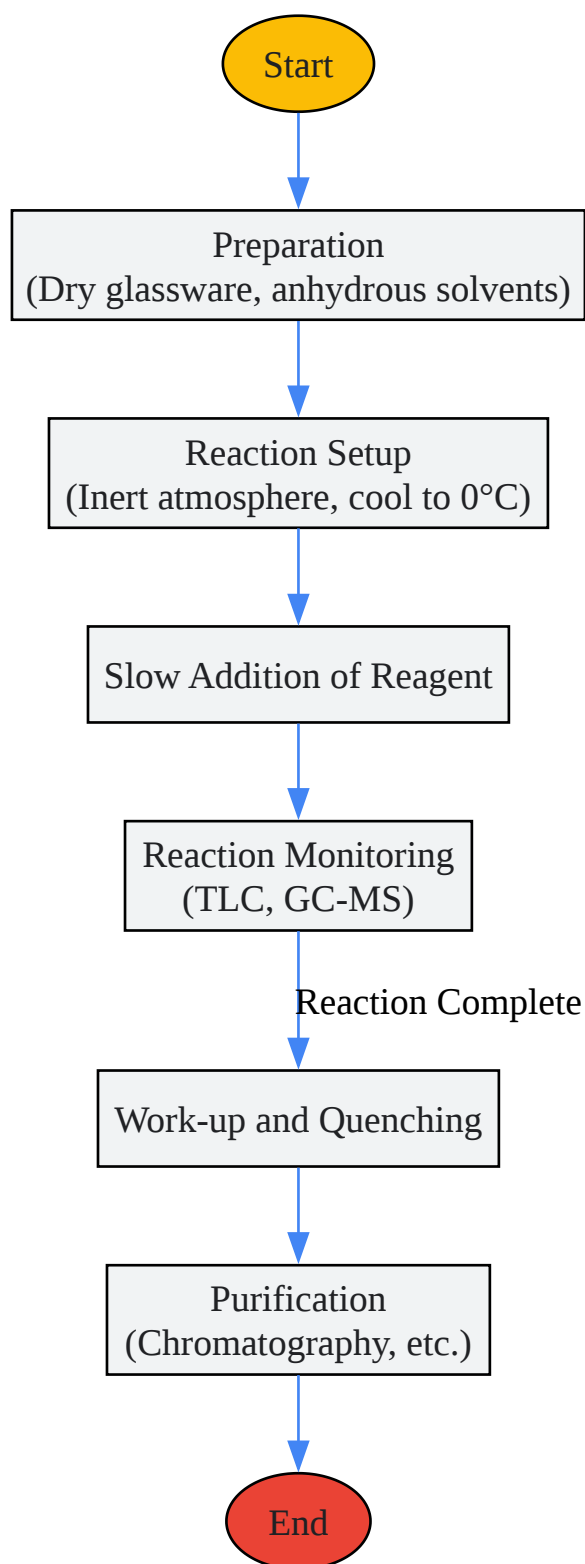 Start
Preparation
(Dry glassware, anhydrous solvents)
Reaction Setup
(Inert atmosphere, cool to 0°C)
Slow Addition of Reagent
Reaction Monitoring
(TLC, GC-MS)
Reaction Complete
Work-up and Quenching
Purification
(Chromatography, etc.)
End